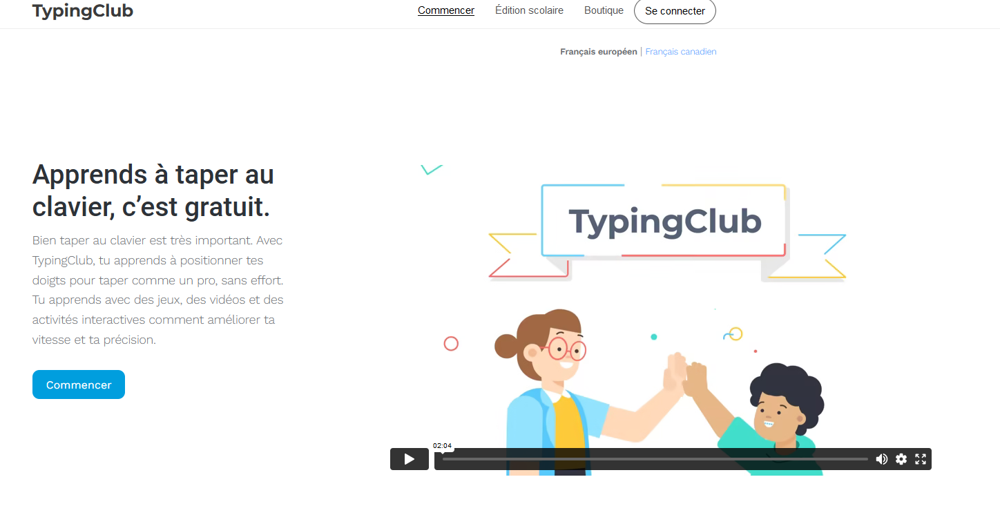 TypingClub
Commencer Édition scolaire Boutique Se connecter
Français européen | Français canadien
Apprends à taper au
clavier, c’est gratuit.
Bien taper au clavier est très important. Avec
TypingClub, tu apprends à positionner tes
doigts pour taper comme un pro, sans effort.
Tu apprends avec des jeux, des vidéos et des
activités interactives comment améliorer ta
vitesse et ta précision.
Commencer
TypingClub
02:04